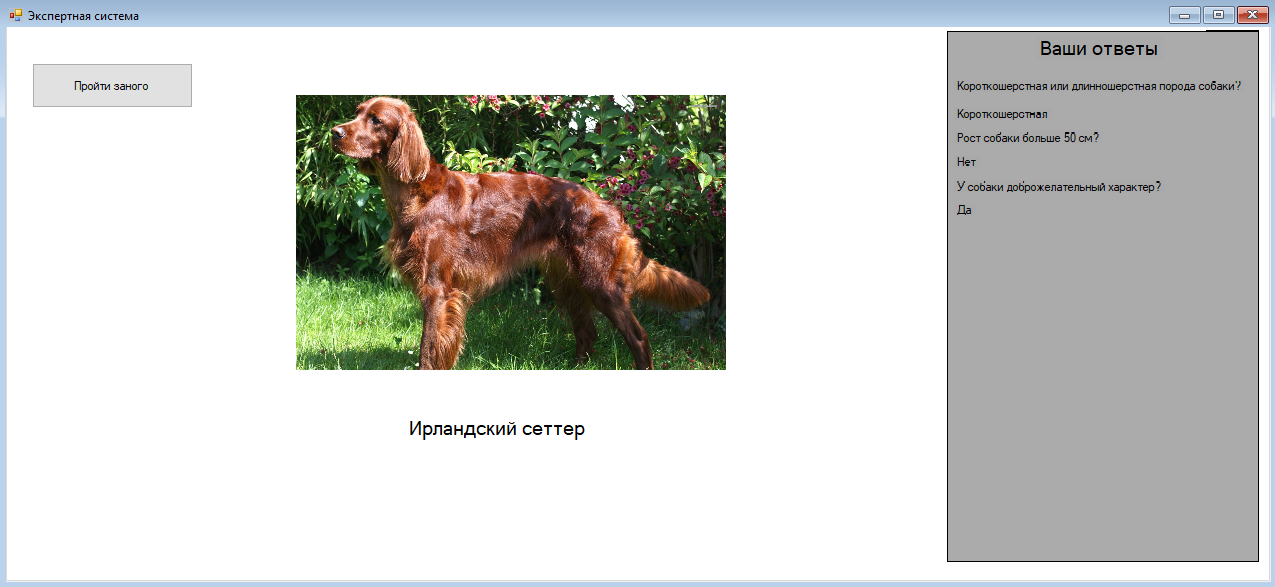 Экспертная система
Пройти заного
Ирландский сеттер
Ваши ответы
Короткошерстная или длинношерстная порода собаки?
Короткошерстная
Рост собаки больше 50 см?
Нет
У собаки доброжелательный характер?
Да